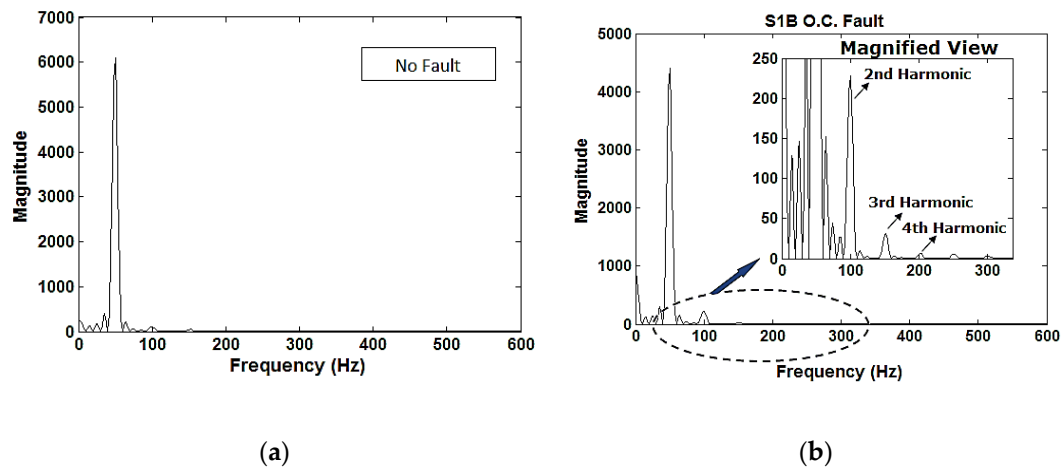 7000
6000
5000
4000
3000
2000
1000
0
Magnitude
No Fault
0 100 200 300 400 500 600
Frequency (Hz)
(a)
S1B O.C. Fault
5000
4000
3000
2000
1000
0
Magnitude
Magnified View
250
200
150
100
50
0
2nd Harmonic
3rd Harmonic
4th Harmonic
0 100 200 300
0 100 200 300 400 500 600
Frequency (Hz)
(b)